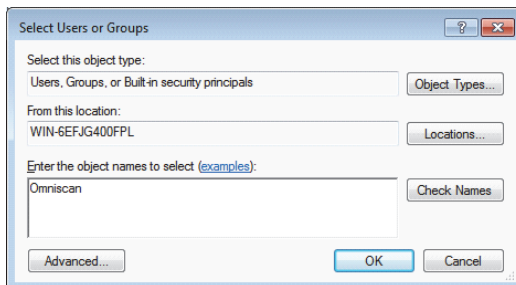 Select Users or Groups
Select this object type:
Users, Groups, or Built-in security principals
Object Types...
From this location:
WIN-6EFJG400FPL
Locations...
Enter the object names to select (examples):
Omniscan
Check Names
Advanced...
OK
Cancel